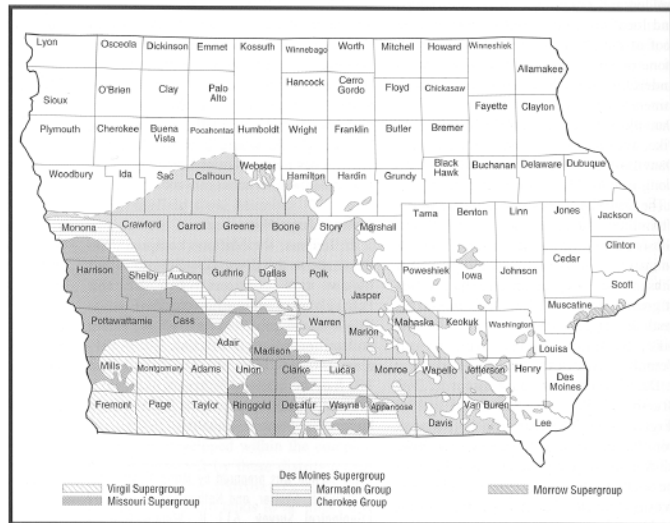 Lyon Osceola Dickinson Emmet Kossuth Winnebago Worth Mitchell Howard Winneshiek
Allamakee
Sioux O'Brien Clay Palo Alto Hancock Cerro Gordo Floyd Chickasaw
Fayette Clayton
Plymouth Cherokee Buena Vista Pocahontas Humboldt Wright Franklin Butler Bremer
Woodbury Ida Sac Calhoun Webster Hamilton Hardin Grundy Black Hawk Buchanan Delaware Dubuque
Monona Crawford Carroll Greene Boone Story Marshall Tama Benton Linn Jones Jackson
Clinton
Harrison Shelby Audubon Guthrie Dallas Polk Jasper Poweshiek Iowa Johnson Cedar Scott
Muscatine
Pottawattamie Cass Adair Madison Warren Marion Mahaska Keokuk Washington Louisa
Mills Montgomery Adams Union Clarke Lucas Monroe Wapello Jefferson Henry Des Moines
Fremont Page Taylor Ringgold Decatur Wayne Appanoose Davis Van Buren Lee
Des Moines Supergroup
Virgil Supergroup Marmaton Group Morrow Supergroup
Missouri Supergroup Cherokee Group